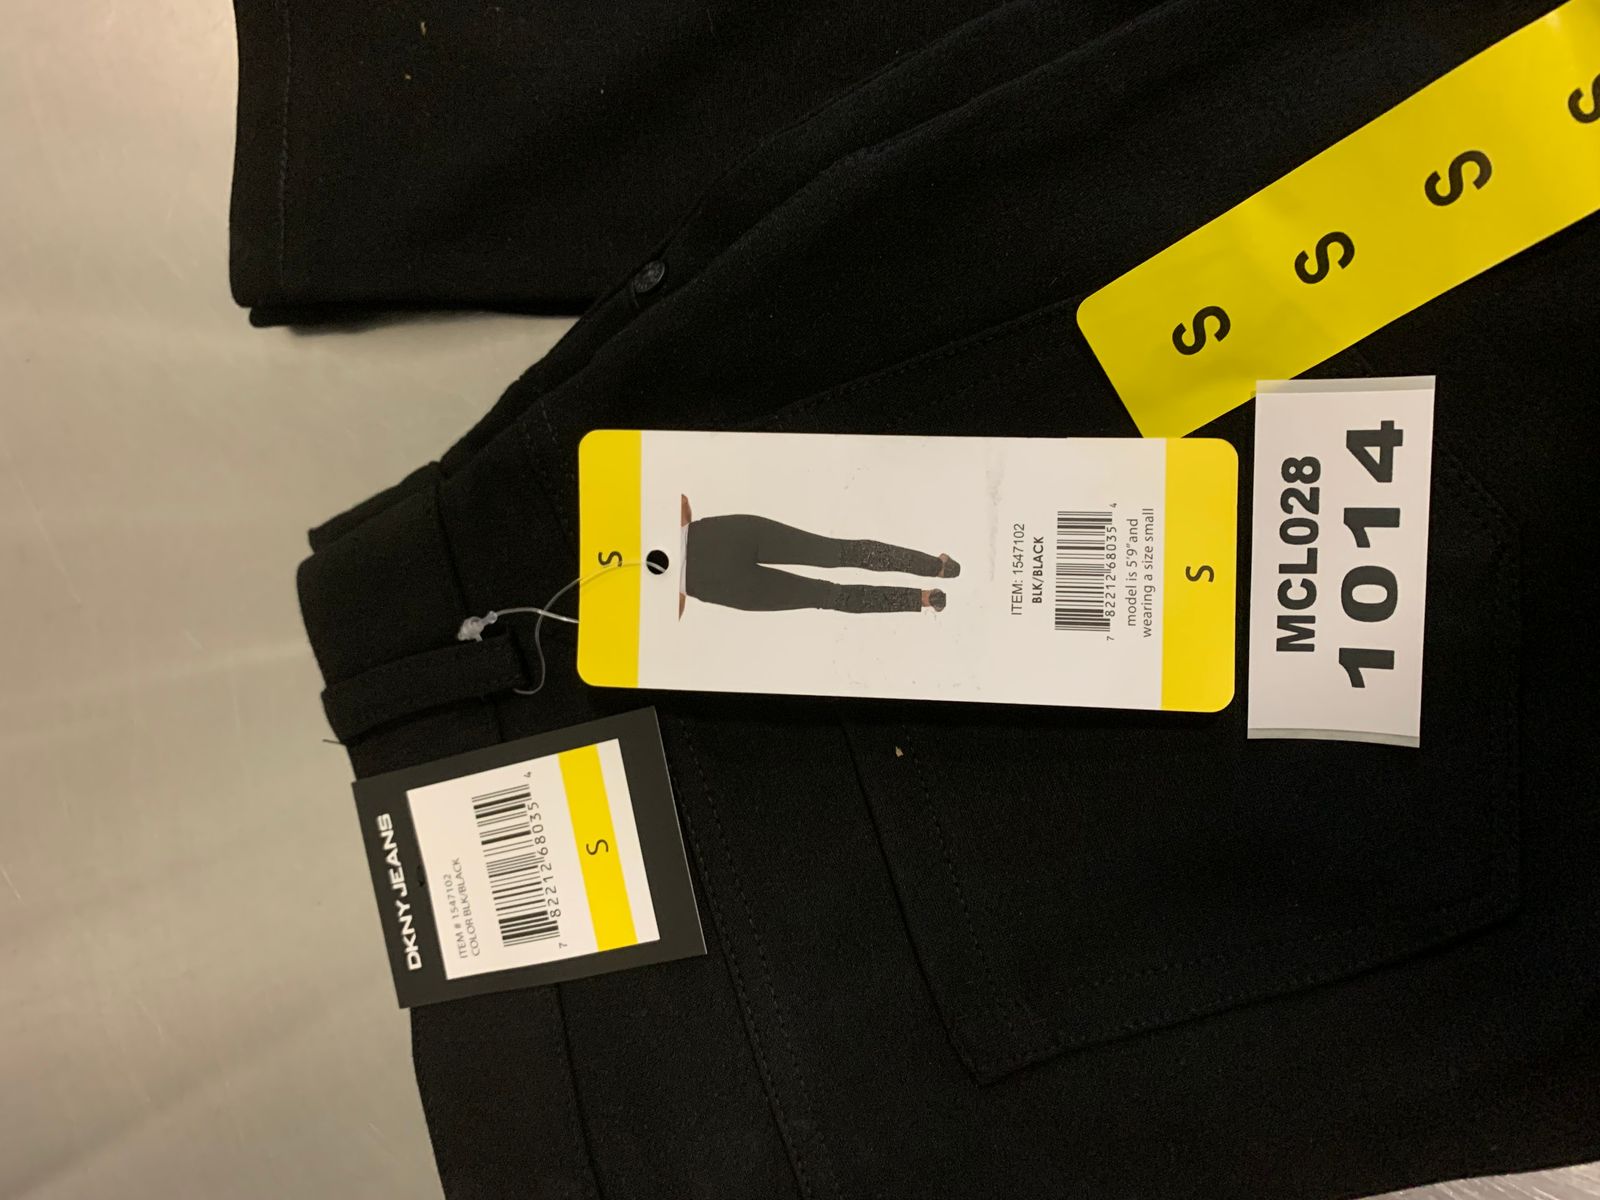 S
ITEM: 1547102
BLK/BLACK
7 82212 68035 4
model is 5'9" and
wearing a size small
S
DKNY JEANS
ITEM # 1547102
COLOR BLK/BLACK
7 82212 68035 4
S
MCL028
1014
S S S S